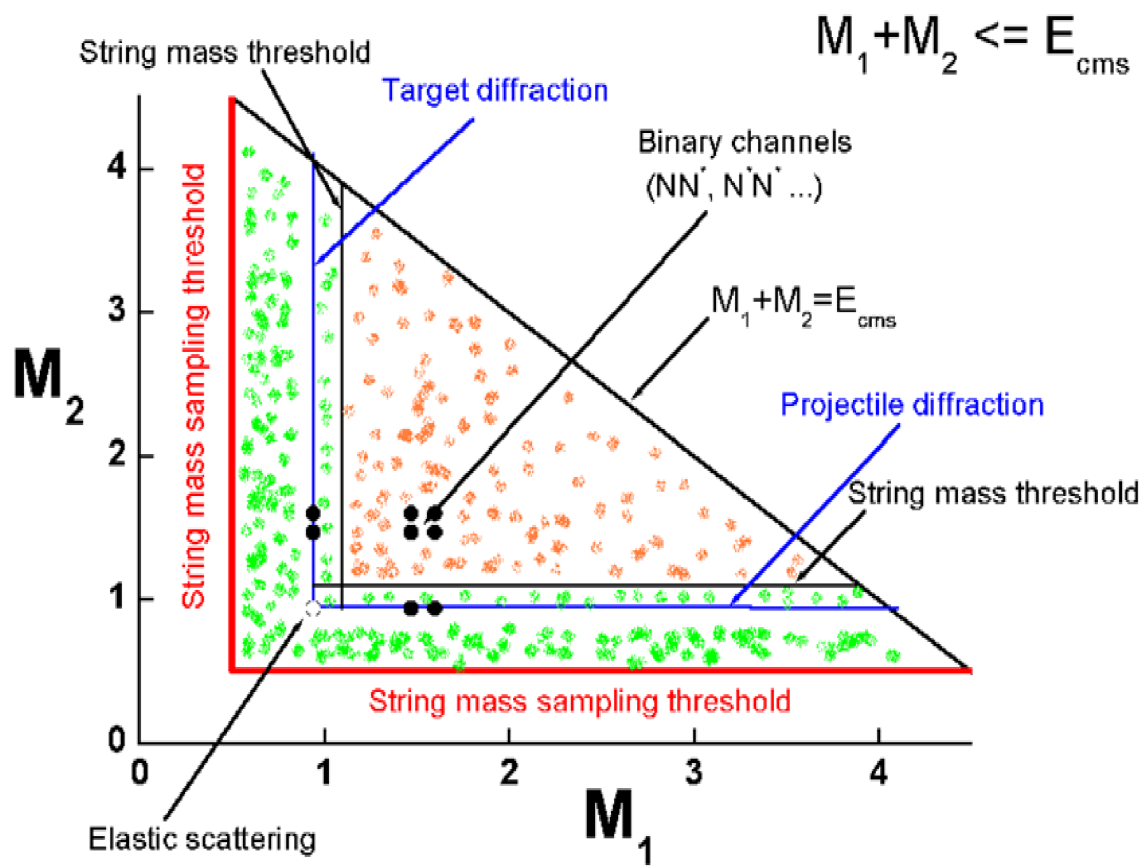 String mass threshold
M₁+M₂ <= E_cms
Target diffraction
Binary channels
(NN*, N*N* ...)
String mass sampling threshold
M₁+M₂=E_cms
M₂
Projectile diffraction
String mass threshold
4
3
2
1
0
String mass sampling threshold
0 1 2 3 4
M₁
Elastic scattering